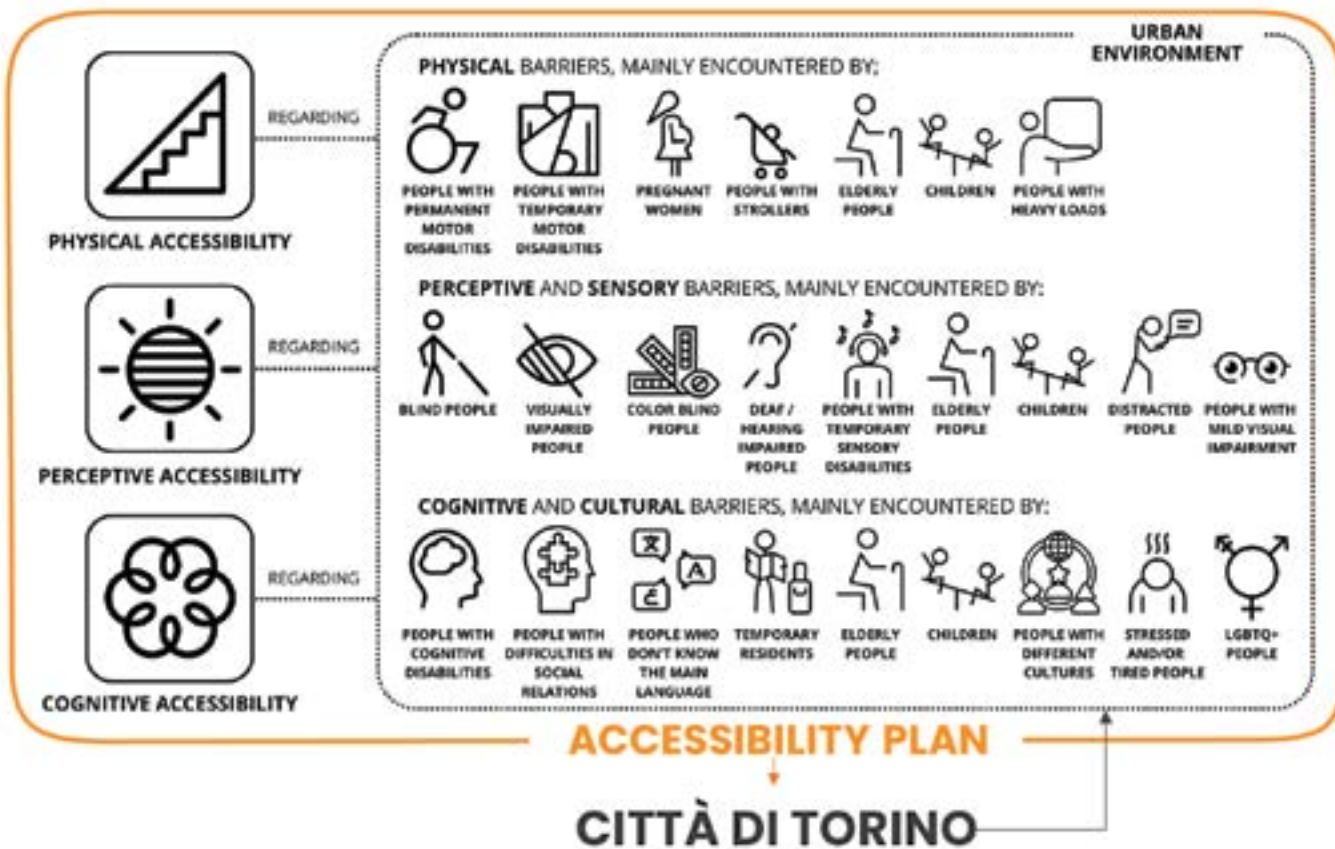 URBAN
ENVIRONMENT
PHYSICAL BARRIERS, MAINLY ENCOUNTERED BY:
REGARDING
PEOPLE WITH
PERMANENT
MOTOR
DISABILITIES
PEOPLE WITH
TEMPORARY
MOTOR
DISABILITIES
PREGNANT
WOMEN
PEOPLE WITH
STROLLERS
ELDERLY
PEOPLE
CHILDREN
PEOPLE WITH
HEAVY LOADS
PHYSICAL ACCESSIBILITY
PERCEPTIVE AND SENSORY BARRIERS, MAINLY ENCOUNTERED BY:
REGARDING
BLIND PEOPLE
VISUALLY
IMPAIRED
PEOPLE
COLOR BLIND
PEOPLE
DEAF /
HEARING
IMPAIRED
PEOPLE
PEOPLE WITH
TEMPORARY
SENSORY
DISABILITIES
ELDERLY
PEOPLE
CHILDREN
DISTRACTED
PEOPLE
PEOPLE WITH
MILD VISUAL
IMPAIRMENT
PERCEPTIVE ACCESSIBILITY
COGNITIVE AND CULTURAL BARRIERS, MAINLY ENCOUNTERED BY:
REGARDING
文
A
ع
PEOPLE WITH
COGNITIVE
DISABILITIES
PEOPLE WITH
DIFFICULTIES IN
SOCIAL
RELATIONS
PEOPLE WHO
DON'T KNOW
THE MAIN
LANGUAGE
TEMPORARY
RESIDENTS
ELDERLY
PEOPLE
CHILDREN
PEOPLE WITH
DIFFERENT
CULTURES
STRESSED
AND/OR
TIRED PEOPLE
LGBTQ+
PEOPLE
COGNITIVE ACCESSIBILITY
ACCESSIBILITY PLAN
CITTÀ DI TORINO